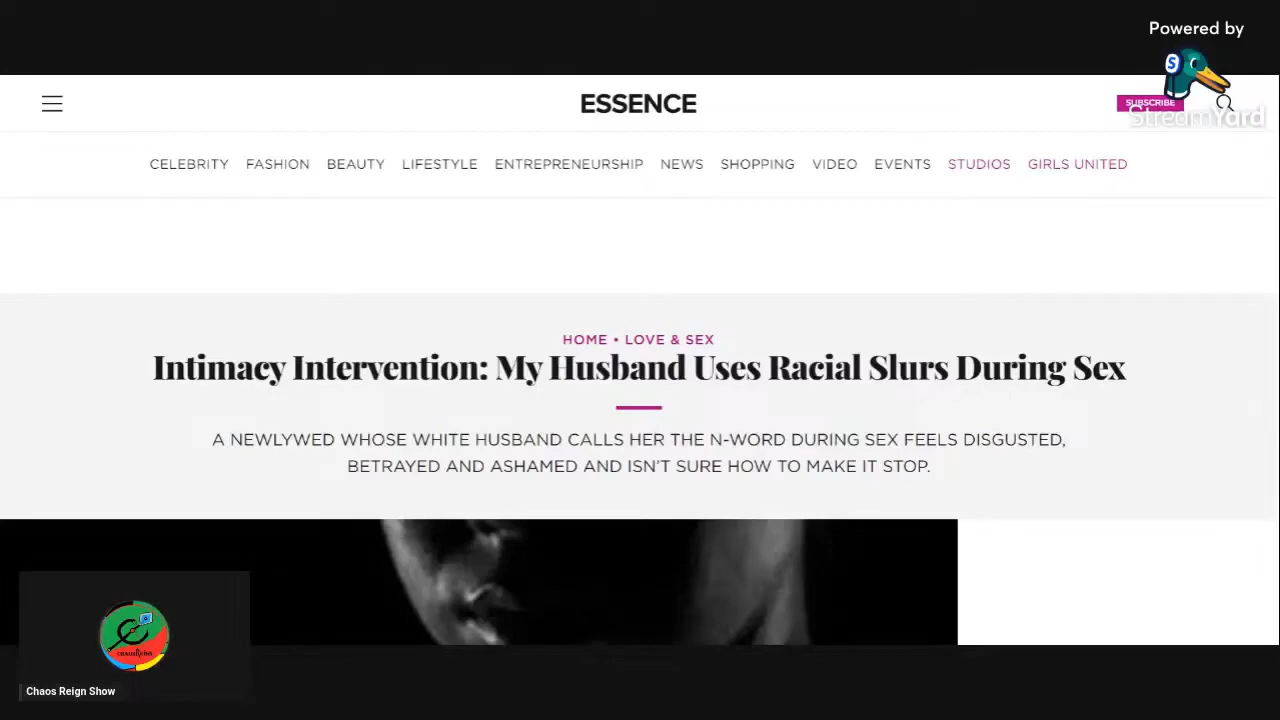 Powered by
ESSENCE
SUBSCRIBE
StreamYard
CELEBRITY FASHION BEAUTY LIFESTYLE ENTREPRENEURSHIP NEWS SHOPPING VIDEO EVENTS STUDIOS GIRLS UNITED
HOME • LOVE & SEX
Intimacy Intervention: My Husband Uses Racial Slurs During Sex
A NEWLYWED WHOSE WHITE HUSBAND CALLS HER THE N-WORD DURING SEX FEELS DISGUSTED,
BETRAYED AND ASHAMED AND ISN'T SURE HOW TO MAKE IT STOP.
Chaos Reign Show